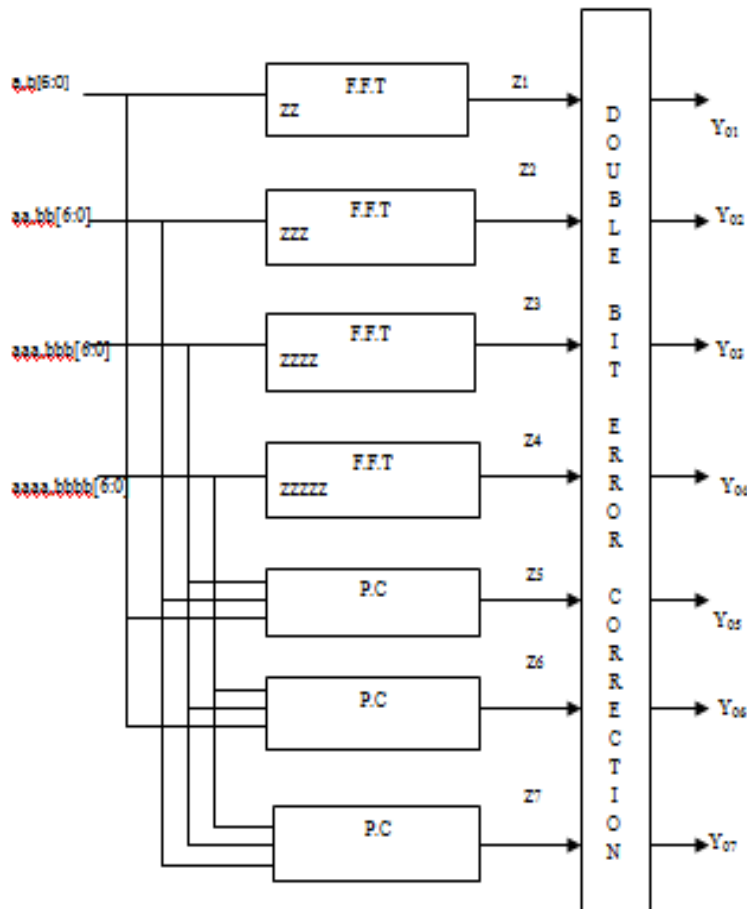 a,b[6:0]
F.F.T
ZZ
Z1
Y01
aa,bb[6:0]
F.F.T
ZZZ
Z2
Y02
aaa,bbb[6:0]
F.F.T
ZZZZ
Z3
Y03
aaaa,bbbb[6:0]
F.F.T
ZZZZZ
Z4
P.C
Z5
Y05
P.C
Z6
Y06
P.C
Z7
Y07
DOUBLE BIT ERROR CORRECTION